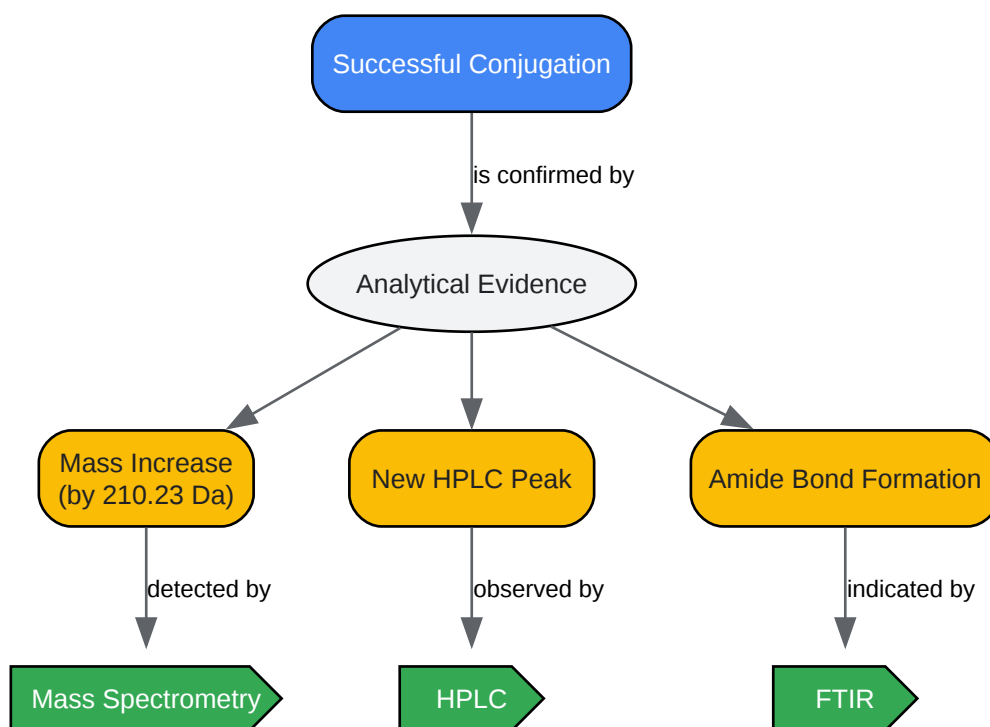 Successful Conjugation
is confirmed by
Analytical Evidence
Mass Increase
(by 210.23 Da)
New HPLC Peak
Amide Bond Formation
detected by
observed by
indicated by
Mass Spectrometry
HPLC
FTIR